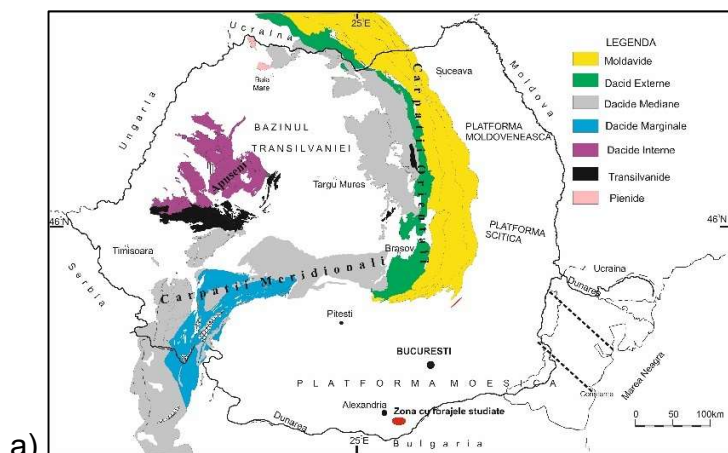 a)
25 E
Ucraina
Ungaria
Baia
Mare
Suceava
Moldova
LEGENDA
Moldavide
Dacid Externe
Dacide Mediane
Dacide Marginale
Dacide Interne
Transilvanide
Pienide
BAZINUL
TRANSILVANIEI
Carpatii Orientali
PLATFORMA
MOLDOVENEASCA
Apuseni
Targu Mures
46 N
46°N
PLATFORMA
SCITICA
Timisoara
Brasov
Serbia
Carpatii Meridionali
Ucraina
Dunarea
Pitesti
BUCURESTI
PLATFORMA MOESICA
Marea Neagra
Constanta
Alexandria
Zona cu forajele studiate
Dunarea
25 E
Bulgaria
0
100km